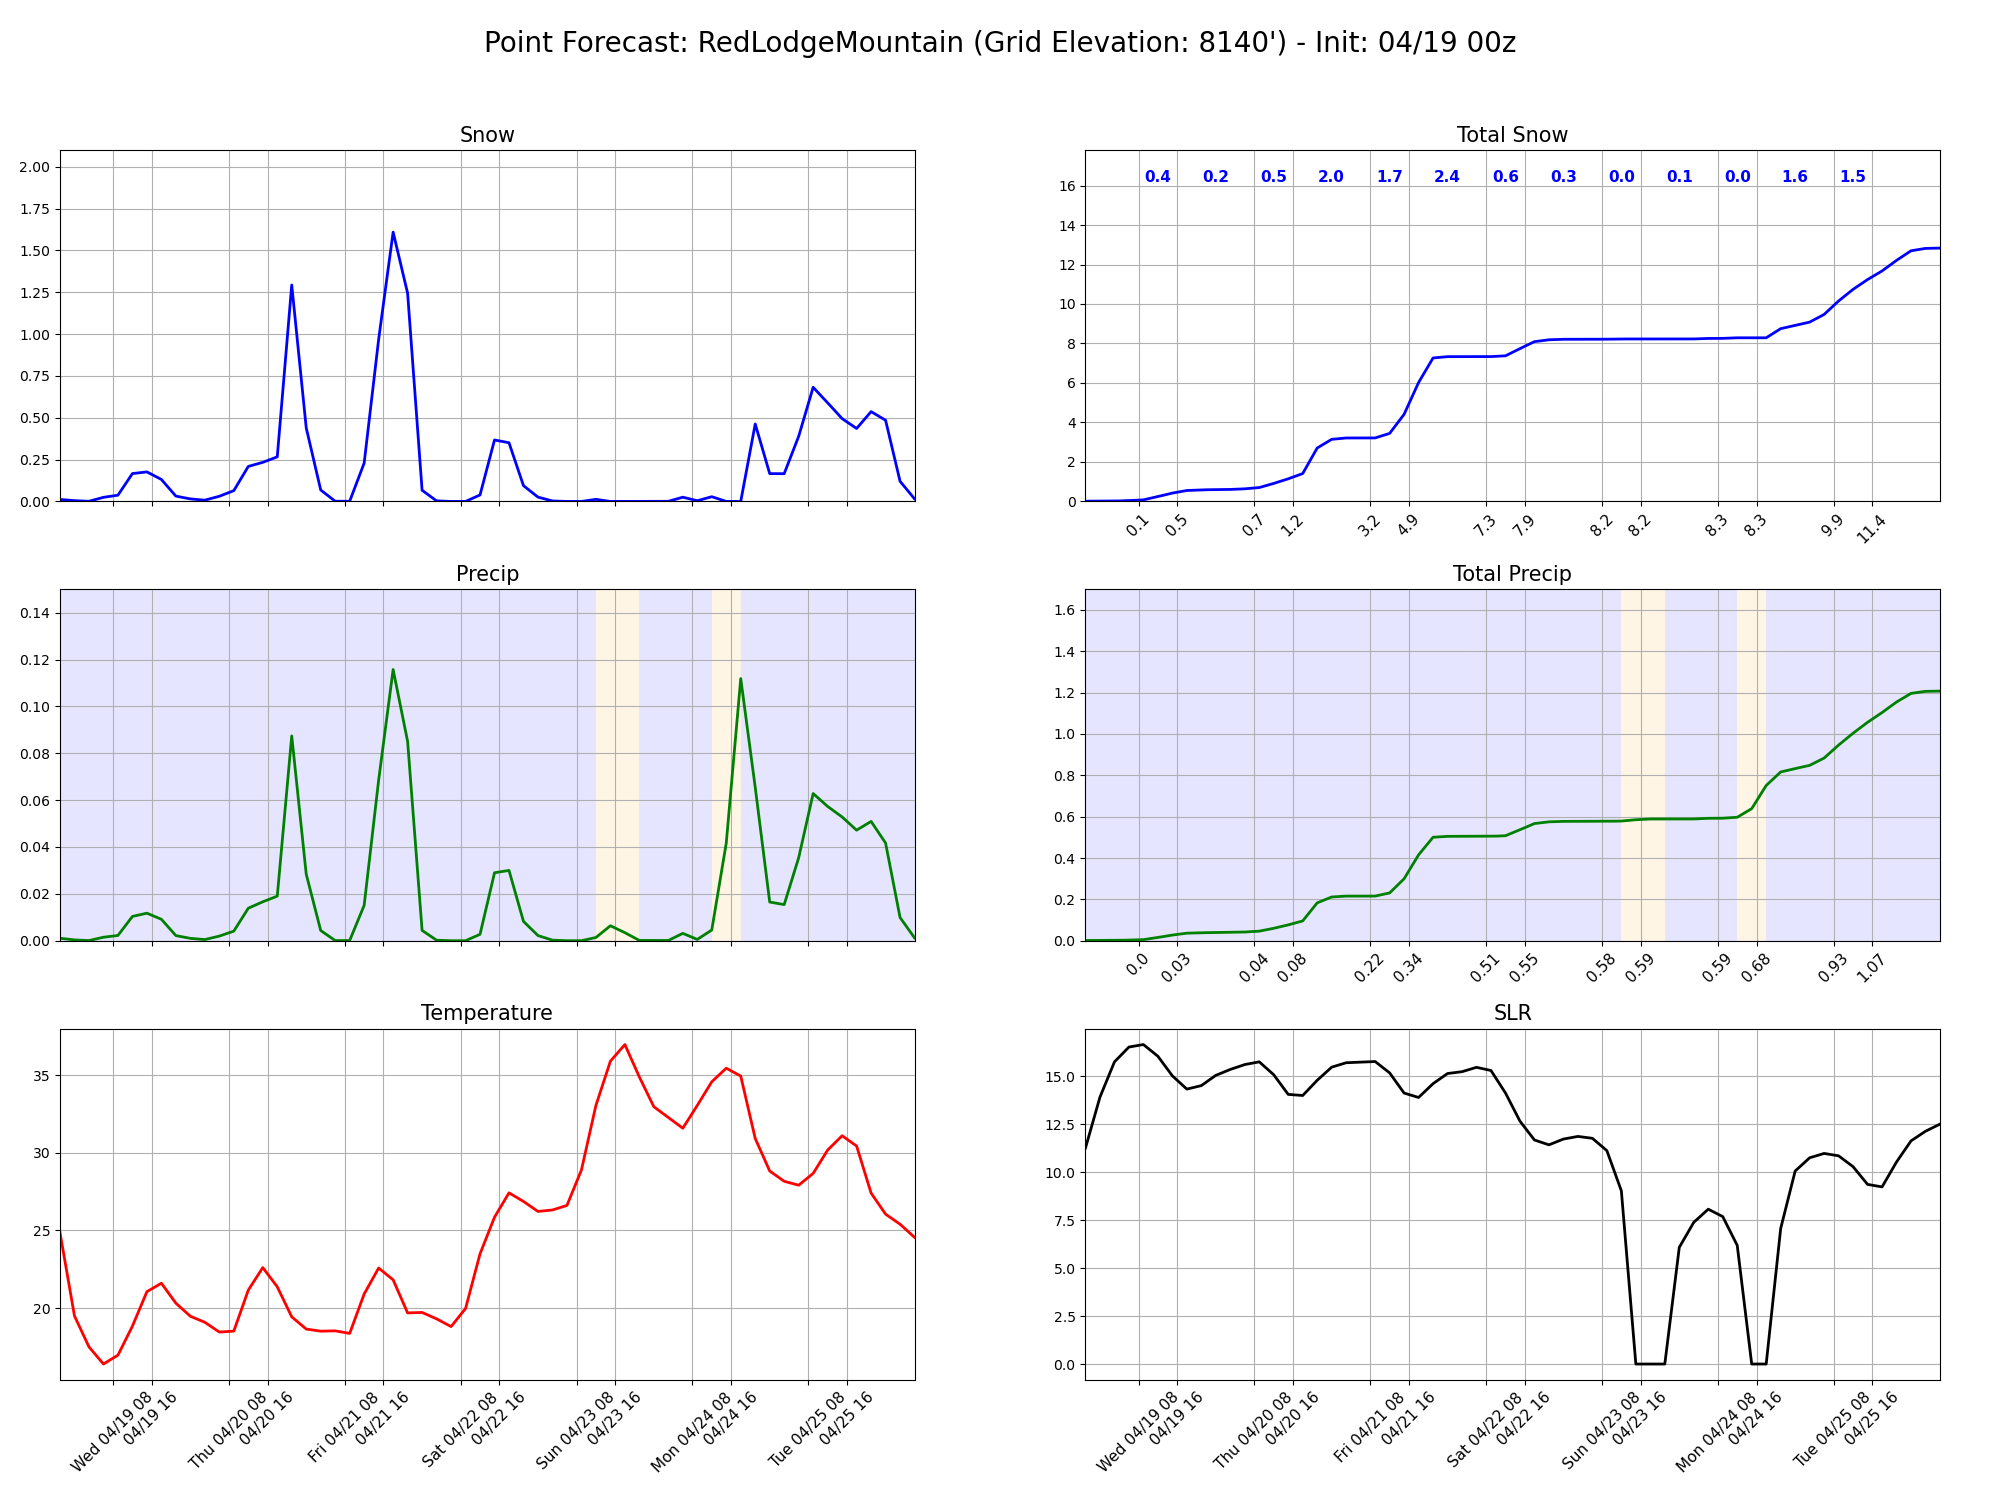 Point Forecast: RedLodgeMountain (Grid Elevation: 8140') - Init: 04/19 00z
Snow
2.00
1.75
1.50
1.25
1.00
0.75
0.50
0.25
0.00
Total Snow
0.4 0.2 0.5 2.0 1.7 2.4 0.6 0.3 0.0 0.1 0.0 1.6 1.5
16
14
12
10
8
6
4
2
0
0.1 0.5 0.7 1.2 3.2 4.9 7.3 7.9 8.2 8.2 8.3 8.3 9.9 11.4
Precip
0.14
0.12
0.10
0.08
0.06
0.04
0.02
0.00
Total Precip
1.6
1.4
1.2
1.0
0.8
0.6
0.4
0.2
0.0
0.0 0.03 0.04 0.08 0.22 0.34 0.51 0.55 0.58 0.59 0.59 0.68 0.93 1.07
Temperature
35
30
25
20
Wed 04/19 08
04/19 16
Thu 04/20 08
04/20 16
Fri 04/21 08
04/21 16
Sat 04/22 08
04/22 16
Sun 04/23 08
04/23 16
Mon 04/24 08
04/24 16
Tue 04/25 08
04/25 16
SLR
15.0
12.5
10.0
7.5
5.0
2.5
0.0
Wed 04/19 08
04/19 16
Thu 04/20 08
04/20 16
Fri 04/21 08
04/21 16
Sat 04/22 08
04/22 16
Sun 04/23 08
04/23 16
Mon 04/24 08
04/24 16
Tue 04/25 08
04/25 16